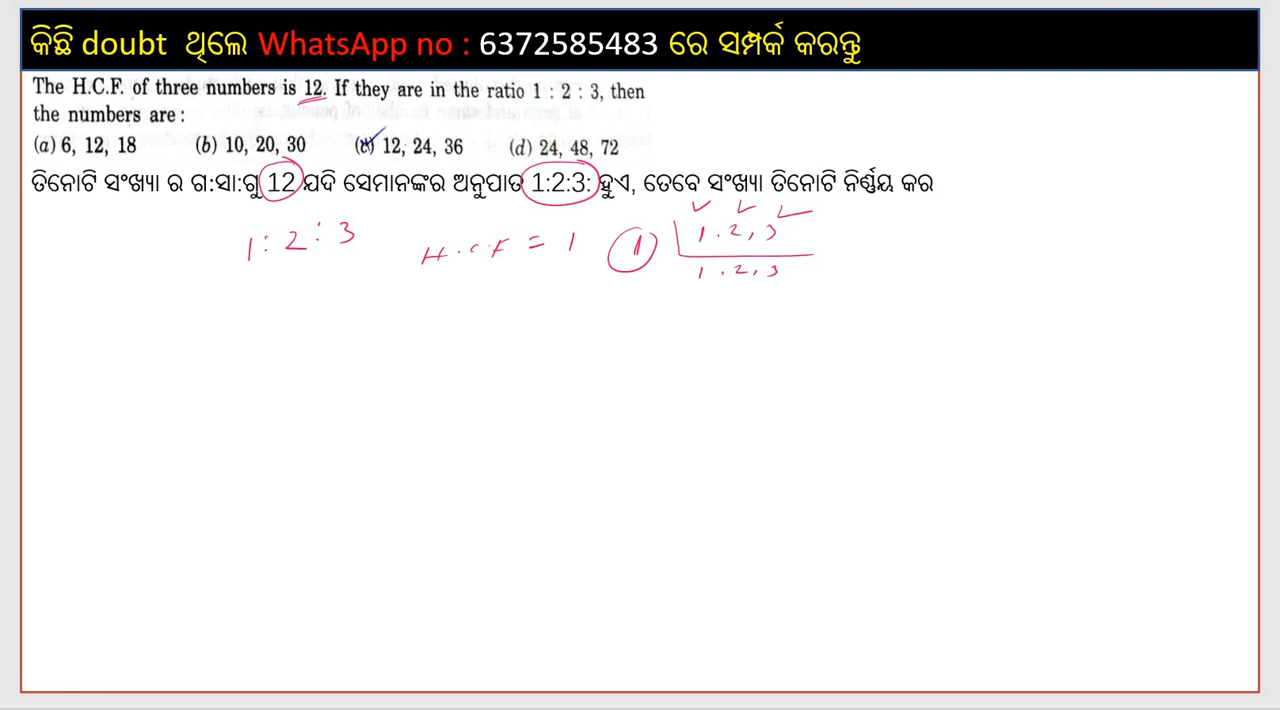 କିଛି doubt ଥିଲେ WhatsApp no : 6372585483 ରେ ସମ୍ପର୍କ କରନ୍ତୁ
The H.C.F. of three numbers is 12. If they are in the ratio 1 : 2 : 3, then
the numbers are :
(a) 6, 12, 18 (b) 10, 20, 30 (c) 12, 24, 36 (d) 24, 48, 72
ତିନୋଟି ସଂଖ୍ୟା ର ଗ:ସା:ଗୁ 12 ଯଦି ସେମାନଙ୍କର ଅନୁପାତ 1:2:3: ହୁଏ, ତେବେ ସଂଖ୍ୟା ତିନୋଟି ନିର୍ଣ୍ଣୟ କର
1 : 2 : 3 H.C.F = 1 1 1, 2, 3
1, 2, 3